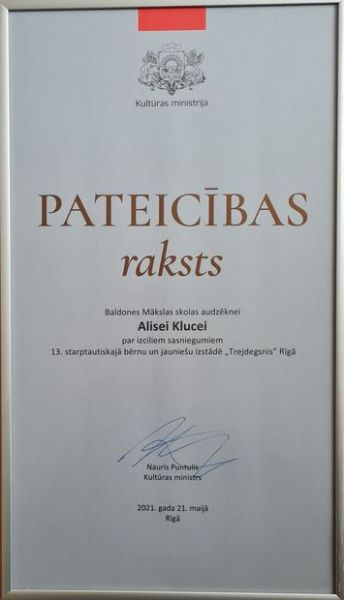 Kultūras ministrija
PATEICĪBAS
raksts
Baldones Mākslas skolas audzēknei
Alisei Klucei
par izciliem sasniegumiem
13. starptautiskajā bērnu un jauniešu izstādē „Trejdegsnis” Rīgā
Nauris Puntulis
Kultūras ministrs
2021. gada 21. maijā
Rīgā